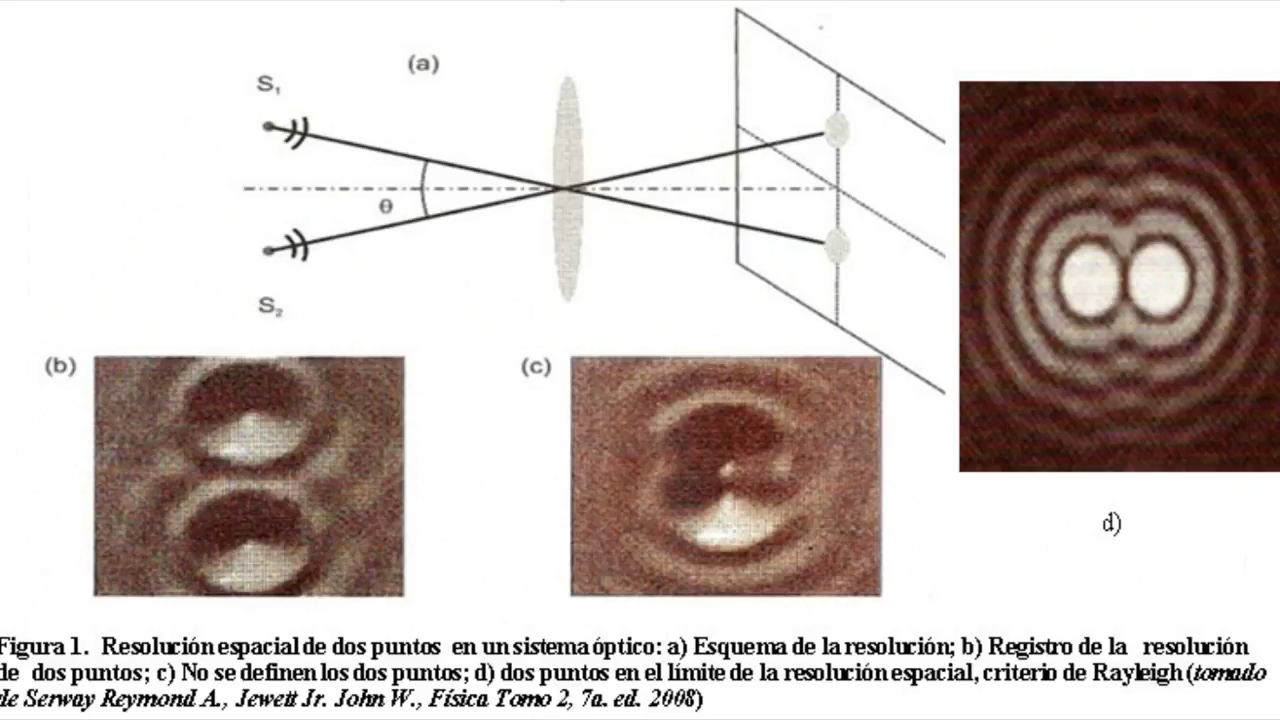 (a)
S₁
θ
S₂
(b)
(c)
d)
Figura 1. Resolución espacial de dos puntos en un sistema óptico: a) Esquema de la resolución; b) Registro de la resolución
de dos puntos; c) No se definen los dos puntos; d) dos puntos en el límite de la resolución espacial, criterio de Rayleigh (tomado
de Serway Reymond A., Jewett Jr. John W., Física Tomo 2, 7a. ed. 2008)